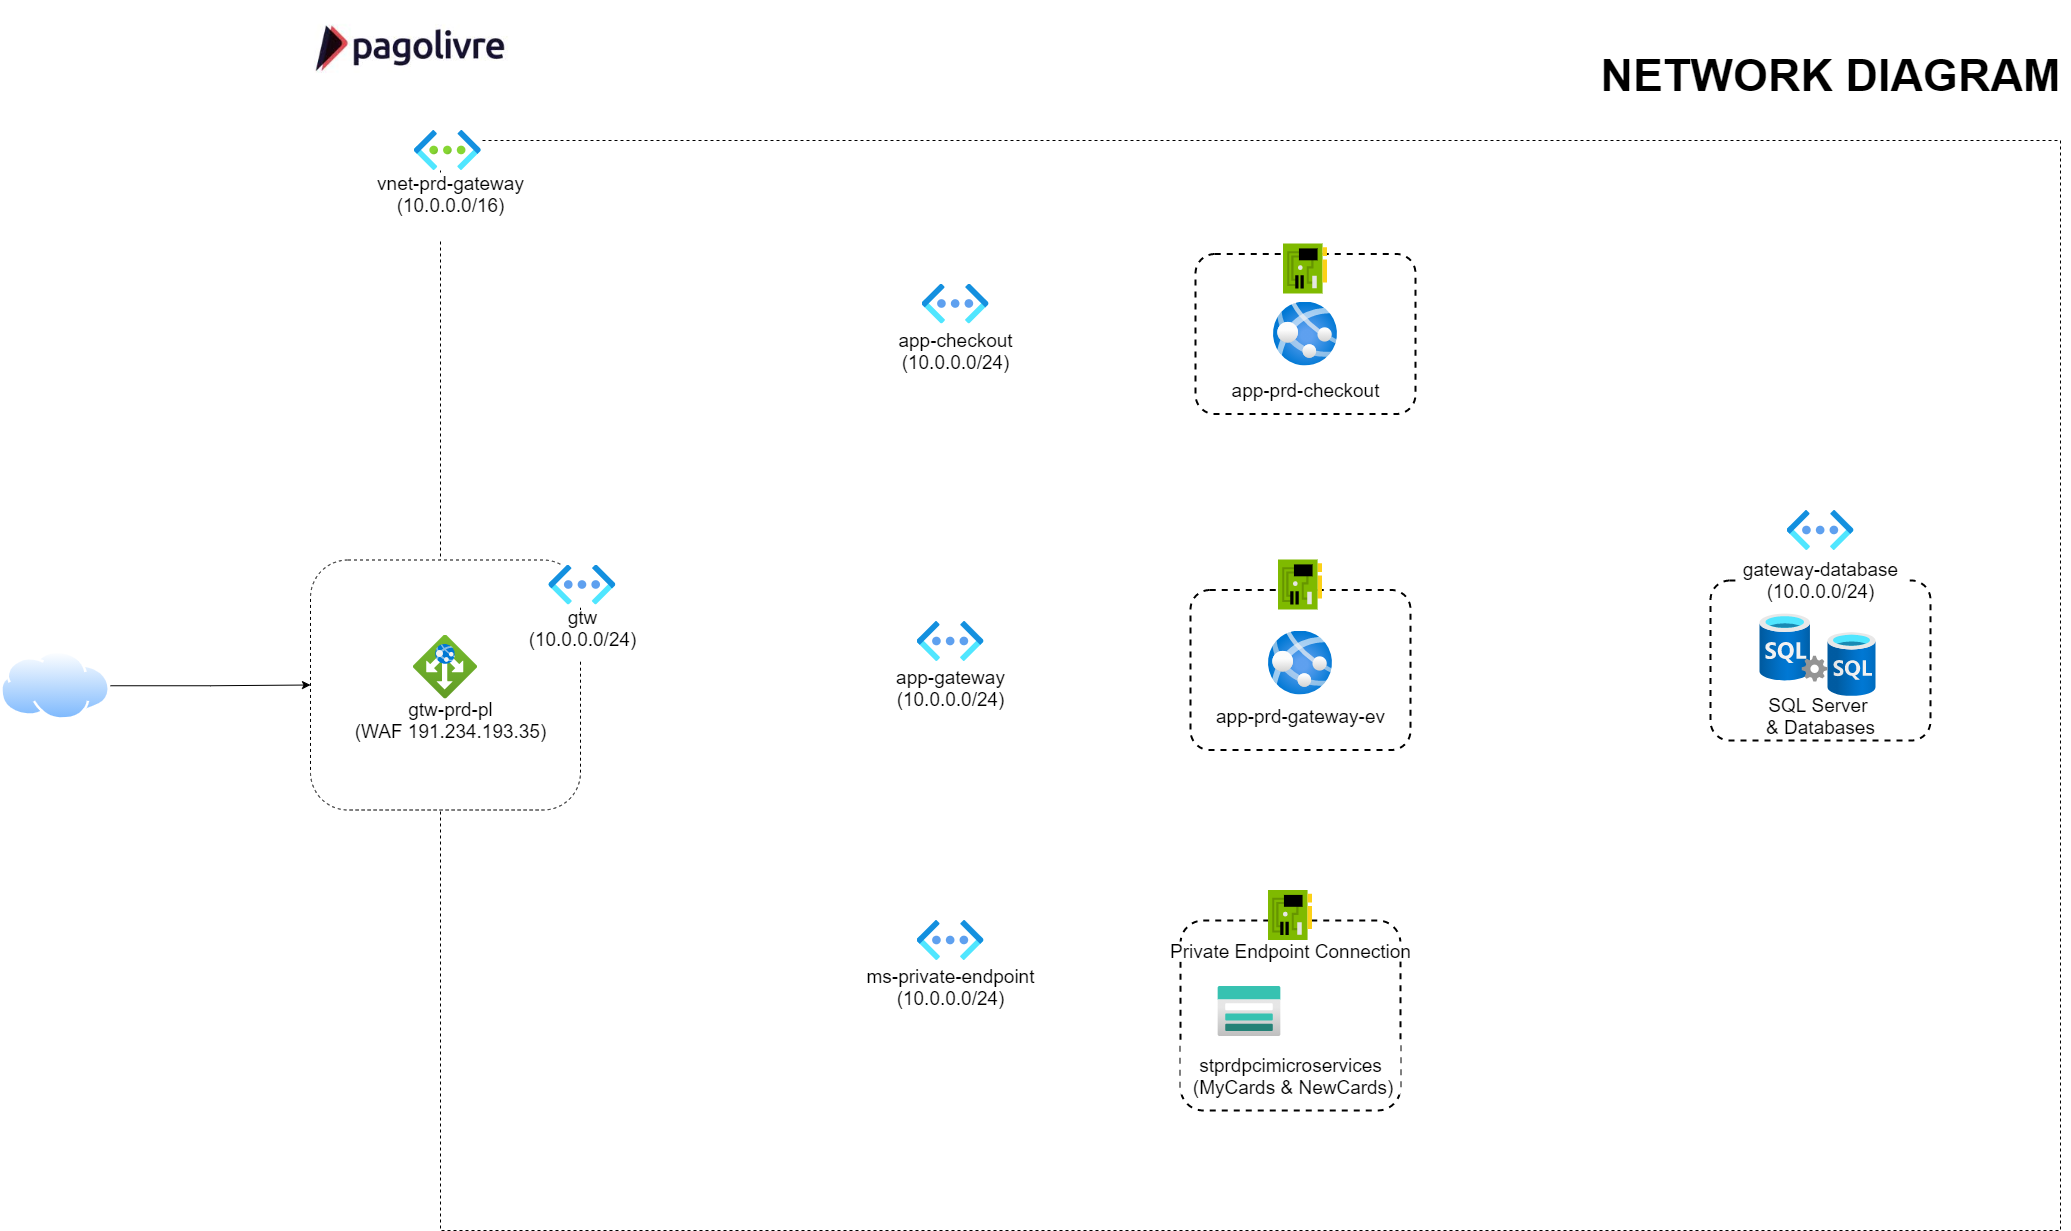 pagolivre
NETWORK DIAGRAM
vnet-prd-gateway
(10.0.0.0/16)
app-checkout
(10.0.0.0/24)
app-prd-checkout
gateway-database
(10.0.0.0/24)
SQL
SQL
SQL Server
& Databases
gtw
(10.0.0.0/24)
gtw-prd-pl
(WAF 191.234.193.35)
app-gateway
(10.0.0.0/24)
app-prd-gateway-ev
ms-private-endpoint
(10.0.0.0/24)
Private Endpoint Connection
stprdpcimicroservices
(MyCards & NewCards)